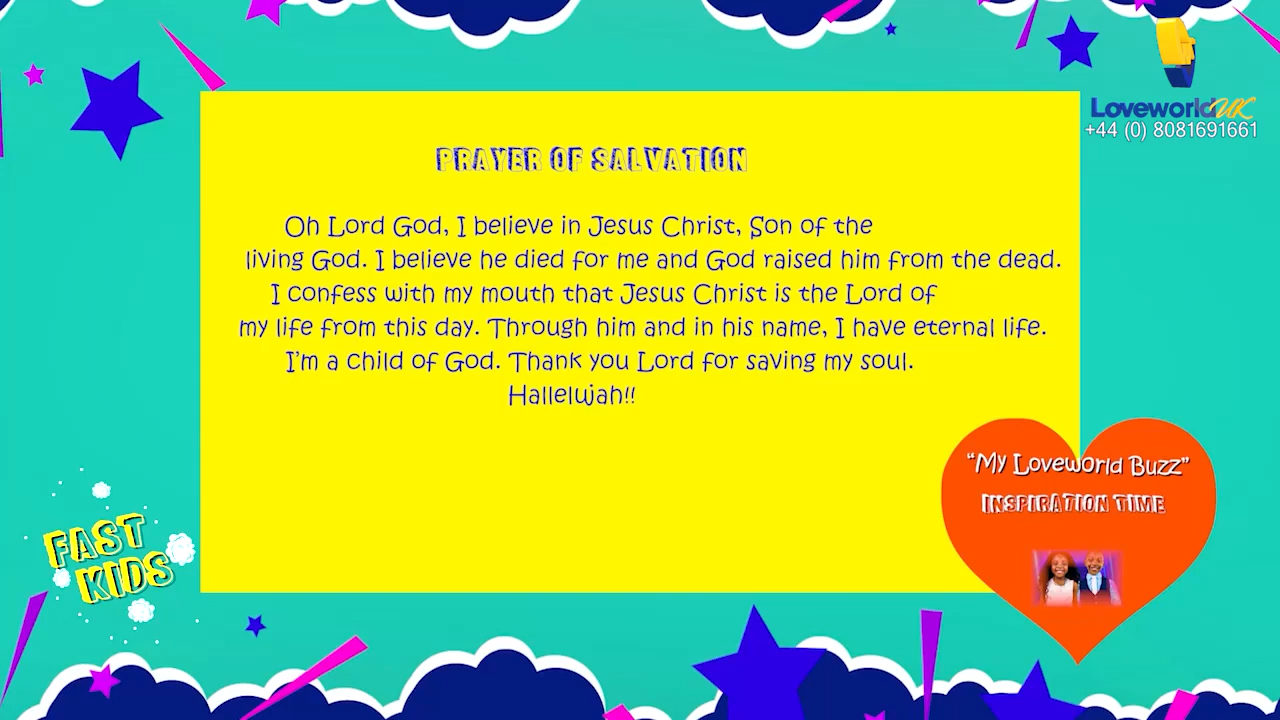 LoveworldUK
+44 (0) 8081691661
PRAYER OF SALVATION
Oh Lord God, I believe in Jesus Christ, Son of the
living God. I believe he died for me and God raised him from the dead.
I confess with my mouth that Jesus Christ is the Lord of
my life from this day. Through him and in his name, I have eternal life.
I'm a child of God. Thank you Lord for saving my soul.
Hallelujah!!
"My Loveworld Buzz"
INSPIRATION TIME
FAST
KIDS